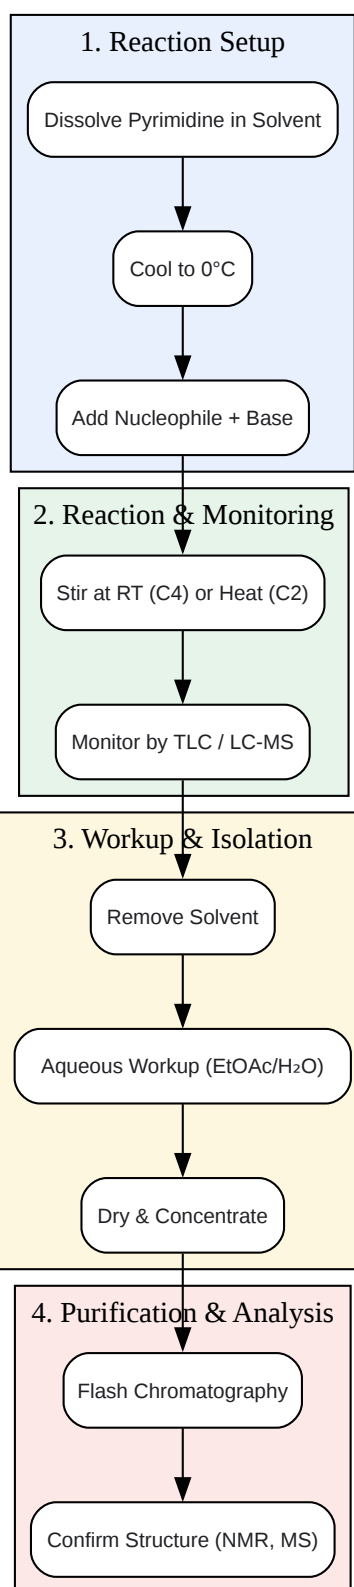 1. Reaction Setup
Dissolve Pyrimidine in Solvent
Cool to 0°C
Add Nucleophile + Base
2. Reaction & Monitoring
Stir at RT (C4) or Heat (C2)
Monitor by TLC / LC-MS
3. Workup & Isolation
Remove Solvent
Aqueous Workup (EtOAc/H₂O)
Dry & Concentrate
4. Purification & Analysis
Flash Chromatography
Confirm Structure (NMR, MS)